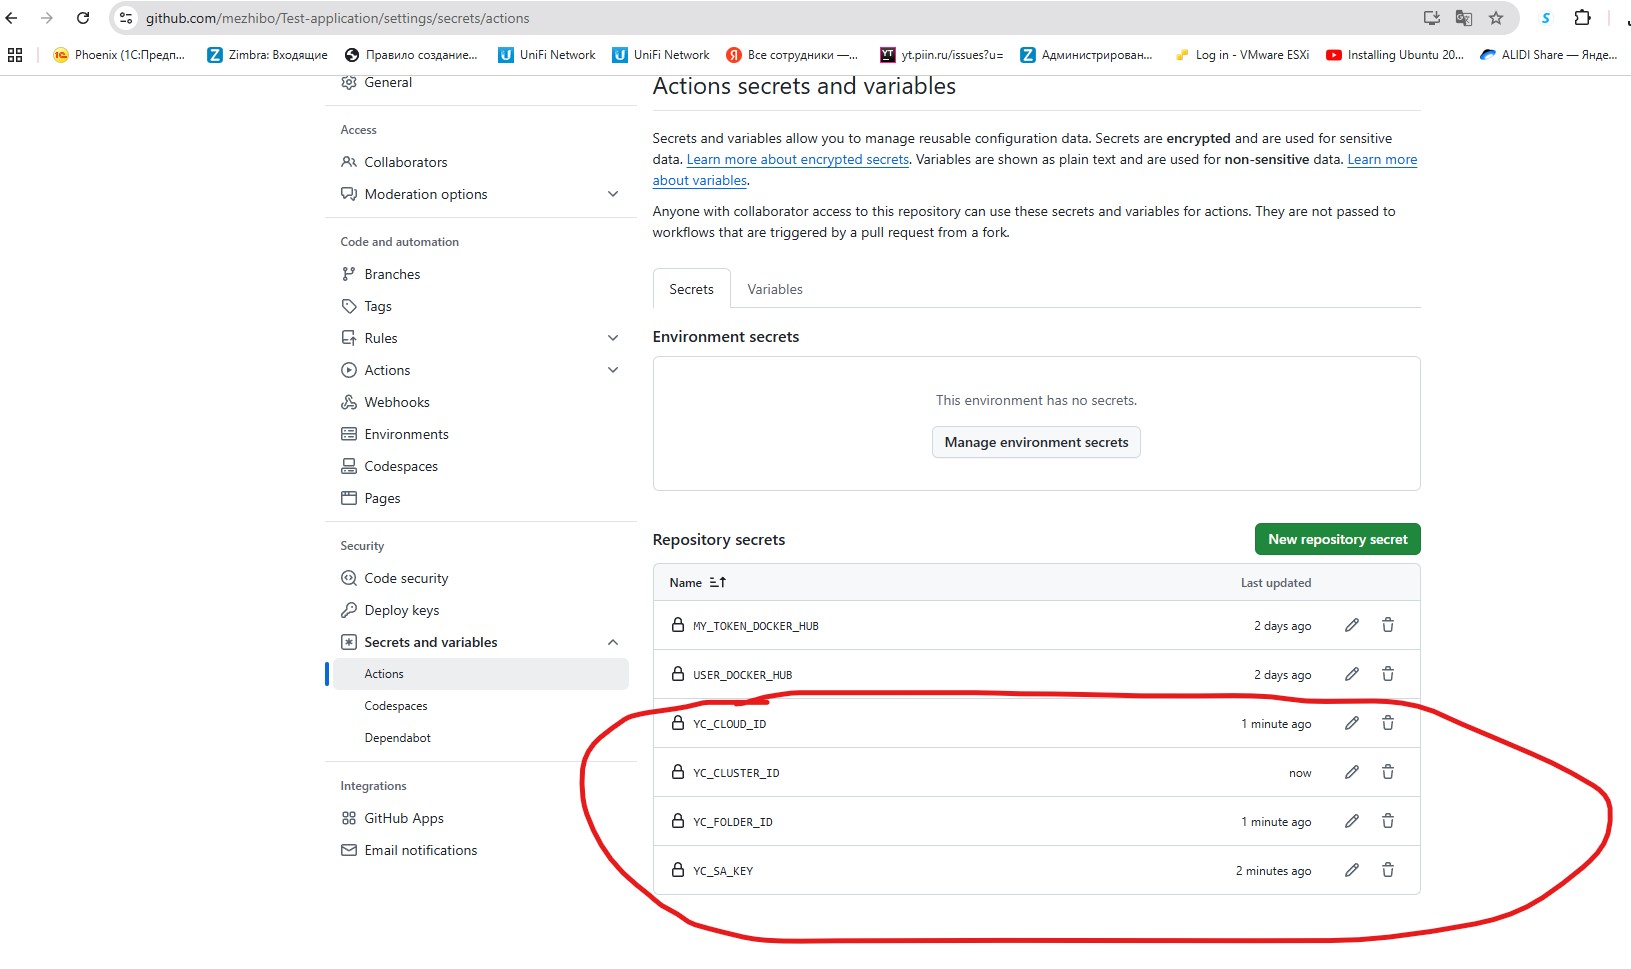 github.com/mezhibo/Test-application/settings/secrets/actions
Phoenix (1С:Предп... Zimbra: Входящие Правило создание... UniFi Network UniFi Network Все сотрудники —... yt.piin.ru/issues?u= Администрирован... Log in - VMware ESXi Installing Ubuntu 20... ALIDI Share — Янде...
General
Access
Collaborators
Moderation options
Code and automation
Branches
Tags
Rules
Actions
Webhooks
Environments
Codespaces
Pages
Security
Code security
Deploy keys
Secrets and variables
Actions
Codespaces
Dependabot
Integrations
GitHub Apps
Email notifications
Actions secrets and variables
Secrets and variables allow you to manage reusable configuration data. Secrets are encrypted and are used for sensitive
data. Learn more about encrypted secrets. Variables are shown as plain text and are used for non-sensitive data. Learn more
about variables.
Anyone with collaborator access to this repository can use these secrets and variables for actions. They are not passed to
workflows that are triggered by a pull request from a fork.
Secrets Variables
Environment secrets
This environment has no secrets.
Manage environment secrets
Repository secrets New repository secret
Name Last updated
MY_TOKEN_DOCKER_HUB 2 days ago
USER_DOCKER_HUB 2 days ago
YC_CLOUD_ID 1 minute ago
YC_CLUSTER_ID now
YC_FOLDER_ID 1 minute ago
YC_SA_KEY 2 minutes ago